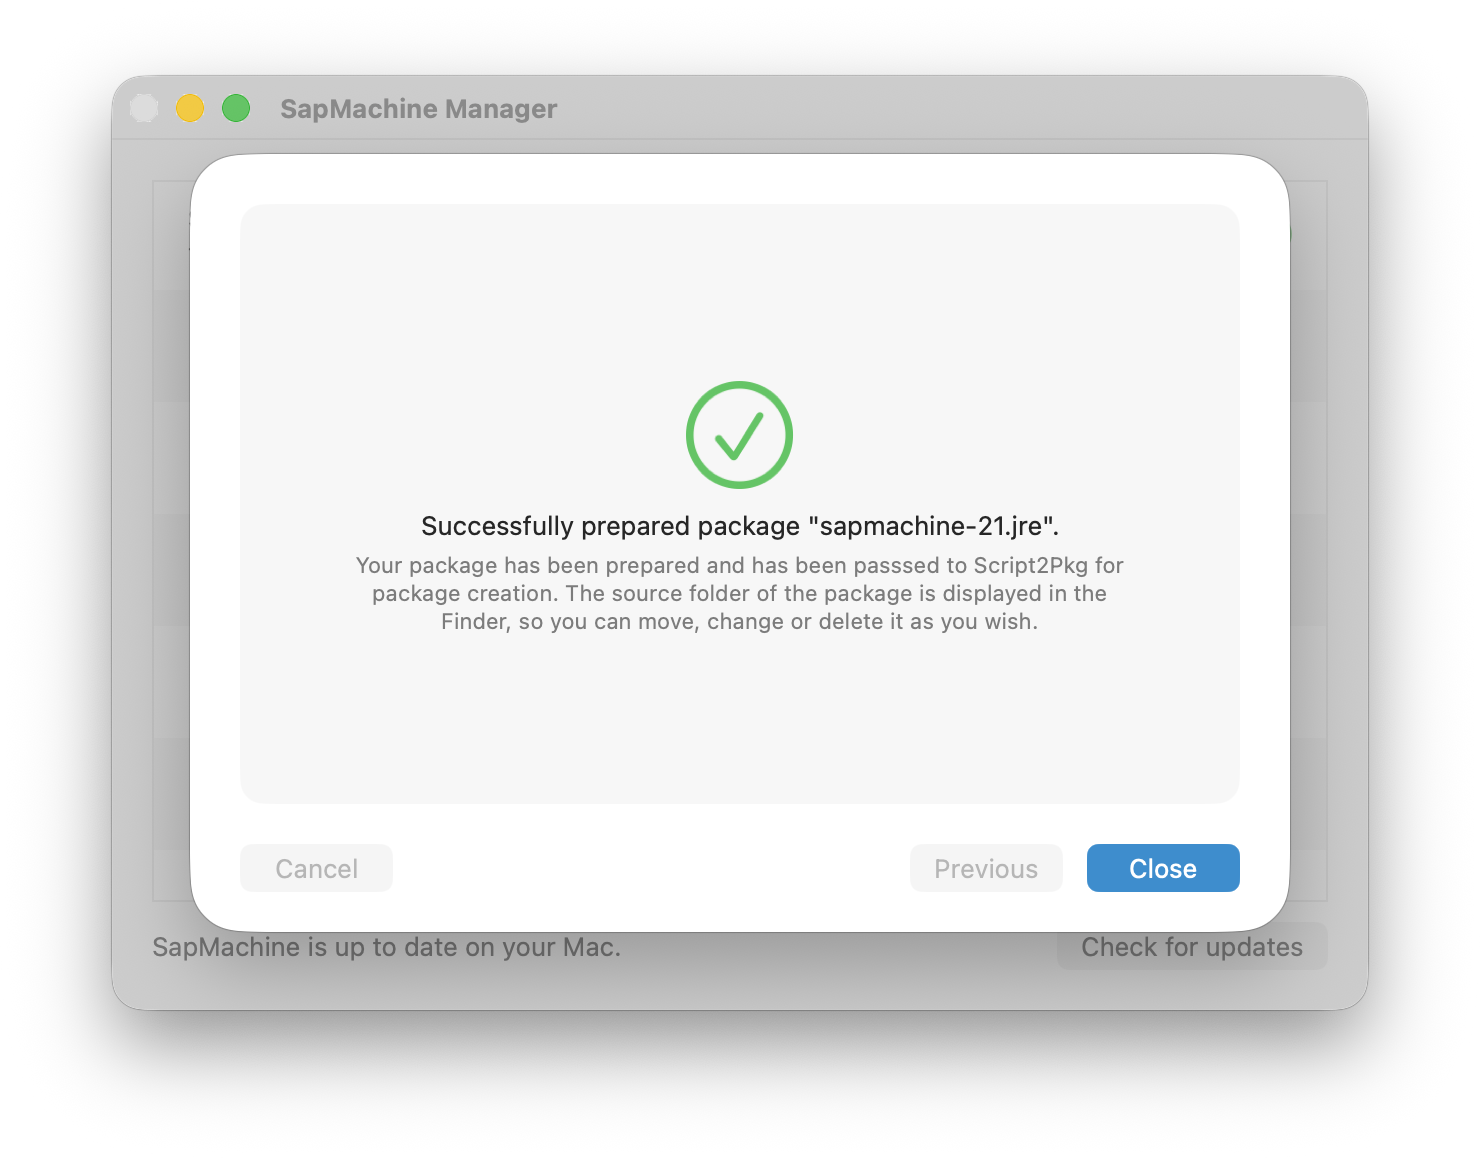 SapMachine Manager
Successfully prepared package "sapmachine-21.jre".
Your package has been prepared and has been passsed to Script2Pkg for
package creation. The source folder of the package is displayed in the
Finder, so you can move, change or delete it as you wish.
Cancel
Previous
Close
SapMachine is up to date on your Mac.
Check for updates